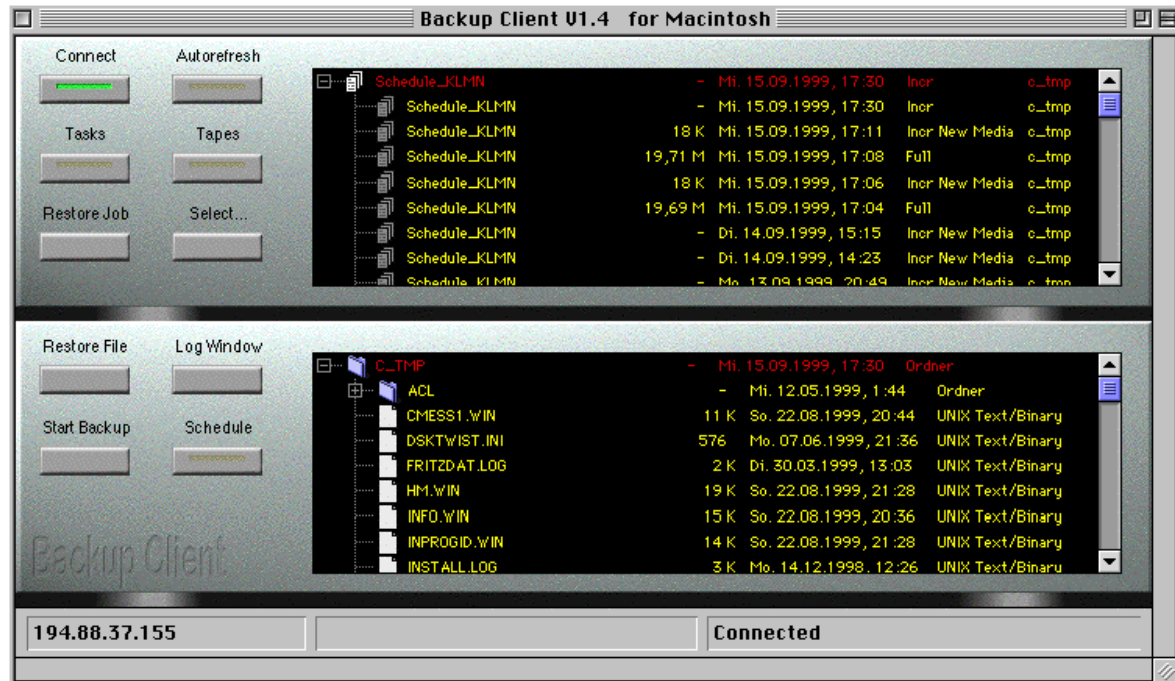 Backup Client V1.4 for Macintosh
Connect Autorefresh
Tasks Tapes
Restore Job Select...
Schedule_KLMN - Mi. 15.09.1999, 17:30 Incr c_tmp
Schedule_KLMN - Mi. 15.09.1999, 17:30 Incr c_tmp
Schedule_KLMN 18 K Mi. 15.09.1999, 17:11 Incr New Media c_tmp
Schedule_KLMN 19,71 M Mi. 15.09.1999, 17:08 Full c_tmp
Schedule_KLMN 18 K Mi. 15.09.1999, 17:06 Incr New Media c_tmp
Schedule_KLMN 19,69 M Mi. 15.09.1999, 17:04 Full c_tmp
Schedule_KLMN - Di. 14.09.1999, 15:15 Incr New Media c_tmp
Schedule_KLMN - Di. 14.09.1999, 14:23 Incr New Media c_tmp
Schedule_KLMN - Mo. 13.09.1999, 20:49 Incr New Media c_tmp
Restore File Log Window
Start Backup Schedule
Backup Client
C_TMP - Mi. 15.09.1999, 17:30 Ordner
ACL - Mi. 12.05.1999, 1:44 Ordner
CMESS1.WIN 11 K So. 22.08.1999, 20:44 UNIX Text/Binary
DSKTWIST.INI 576 Mo. 07.06.1999, 21:36 UNIX Text/Binary
FRITZDAT.LOG 2 K Di. 30.03.1999, 13:03 UNIX Text/Binary
HM.WIN 19 K So. 22.08.1999, 21:28 UNIX Text/Binary
INFO.WIN 15 K So. 22.08.1999, 20:36 UNIX Text/Binary
INPROGID.WIN 14 K So. 22.08.1999, 21:28 UNIX Text/Binary
INSTALL.LOG 3 K Mo. 14.12.1998, 12:26 UNIX Text/Binary
194.88.37.155 Connected